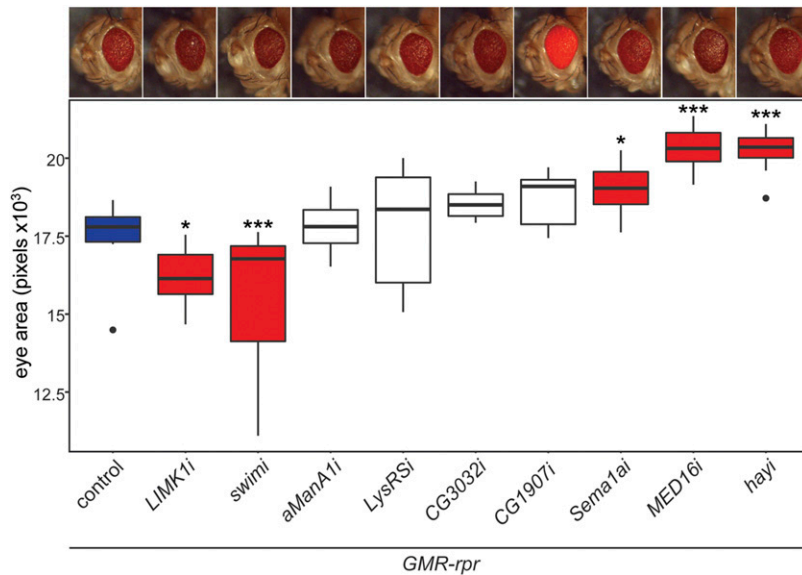 * *** * *** ***
eye area (pixels x10³)
20
17.5
15
12.5
control LIMK1i swimi aManA1i LysRSi CG3032i CG1907i Sema1ai MED16i hayi
GMR-rpr